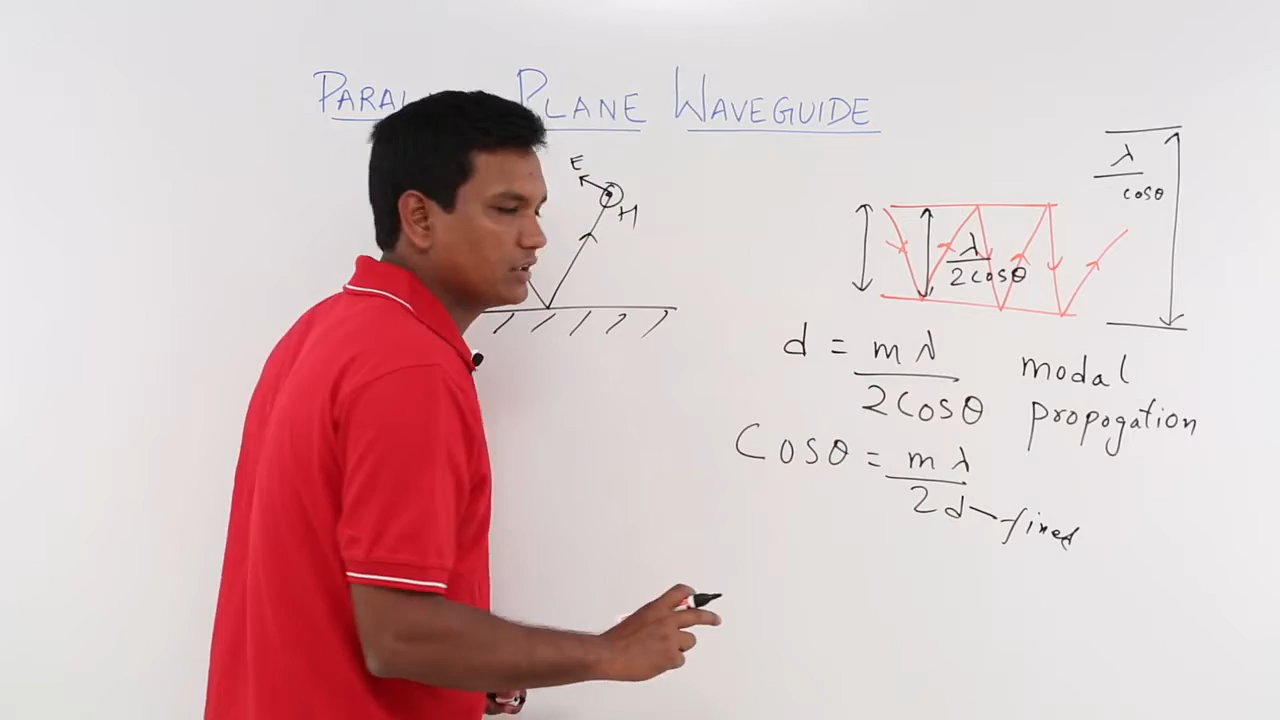 PARAL PLANE WAVEGUIDE
E
H
λ
cosθ
λ
2cosθ
d = mλ
2cosθ
modal
propogation
Cosθ = mλ
2d - fixed